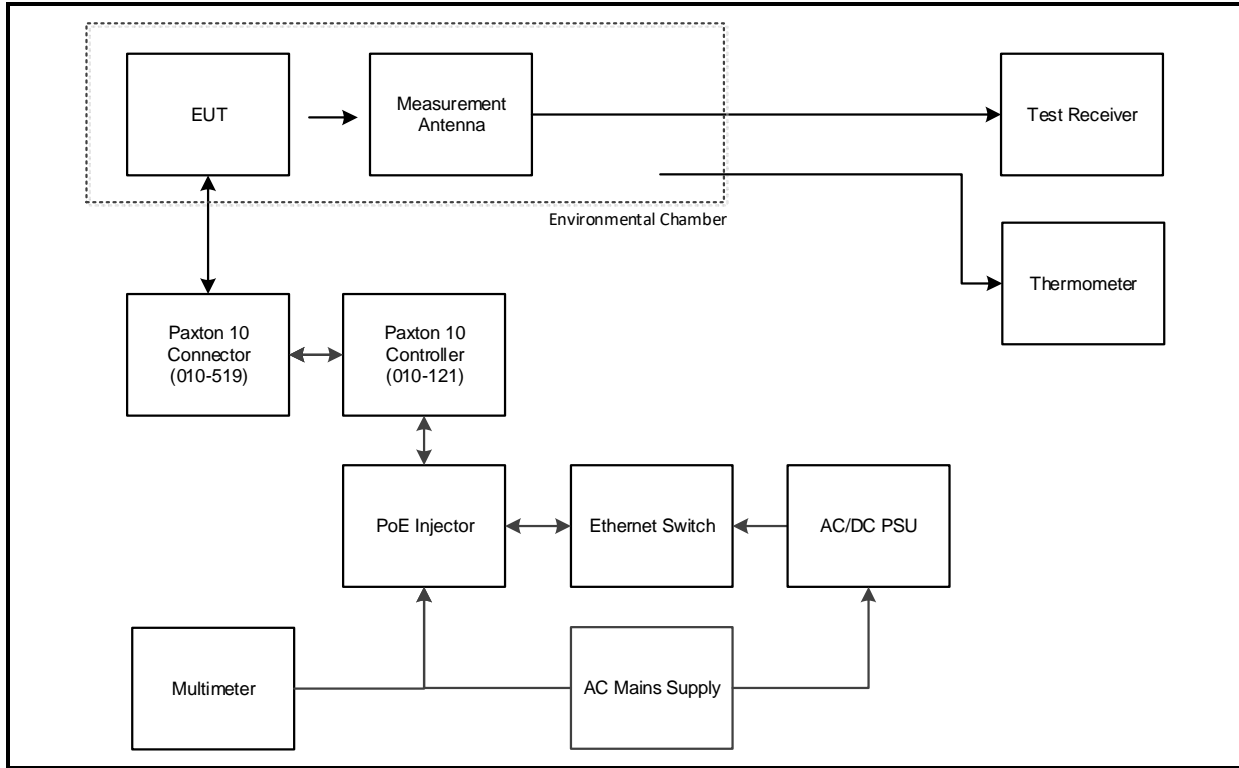 EUT
Measurement
Antenna
Test Receiver
Environmental Chamber
Thermometer
Paxton 10
Connector
(010-519)
Paxton 10
Controller
(010-121)
PoE Injector
Ethernet Switch
AC/DC PSU
Multimeter
AC Mains Supply